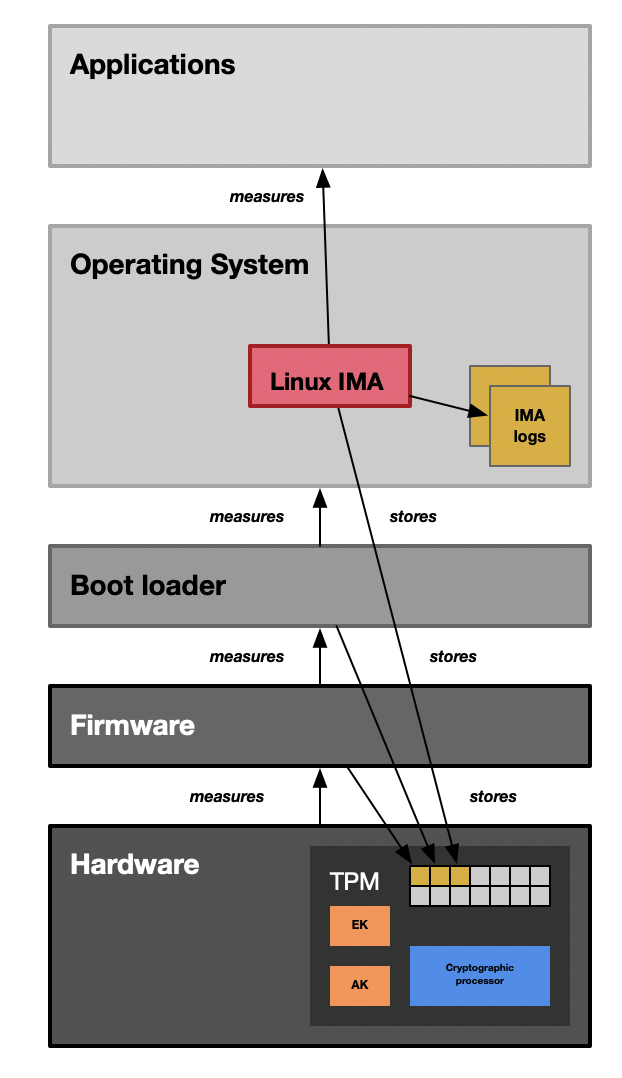 Applications
measures
Operating System
Linux IMA
IMA
logs
measures
stores
Boot loader
measures
stores
Firmware
measures
stores
Hardware
TPM
EK
AK
Cryptographic
processor